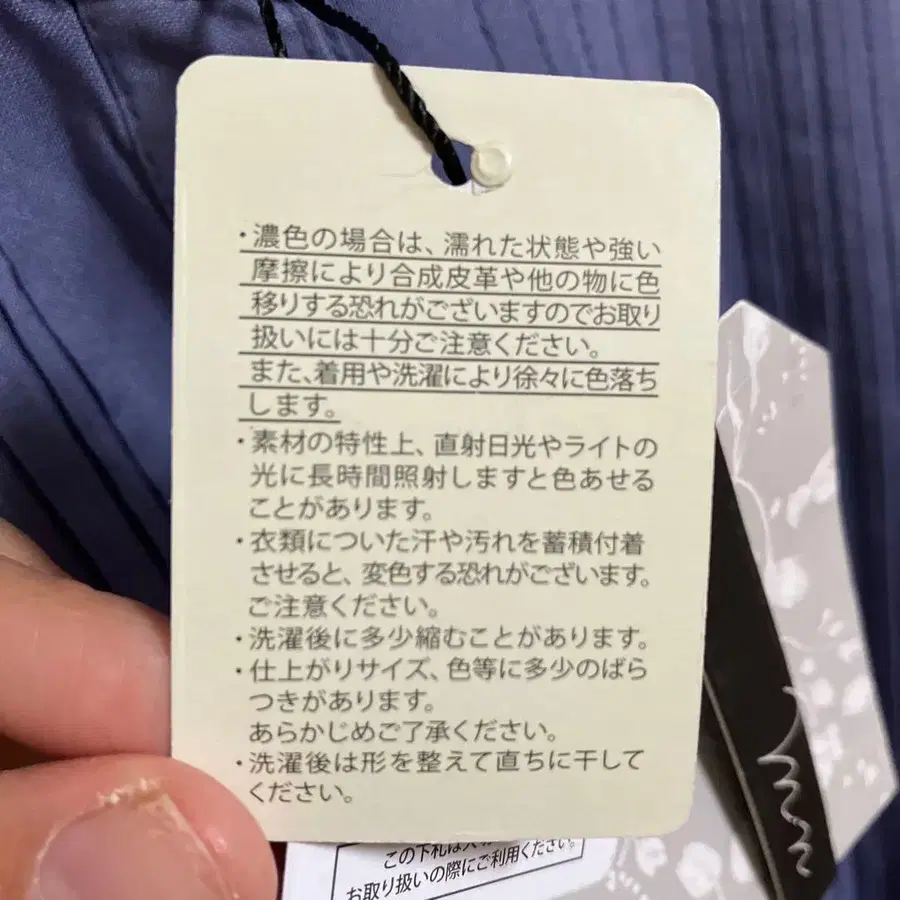 ・濃色の場合は、濡れた状態や強い
摩擦により合成皮革や他の物に色
移りする恐れがございますのでお取り
扱いには十分ご注意ください。
また、着用や洗濯により徐々に色落ち
します。
・素材の特性上、直射日光やライトの
光に長時間照射しますと色あせる
ことがあります。
・衣類についた汗や汚れを蓄積付着
させると、変色する恐れがございます。
ご注意ください。
・洗濯後に多少縮むことがあります。
・仕上がりサイズ、色等に多少のばら
つきがあります。
あらかじめご了承ください。
・洗濯後は形を整えて直ちに干して
ください。
この下札は
お取り扱いの際にご利用ください。